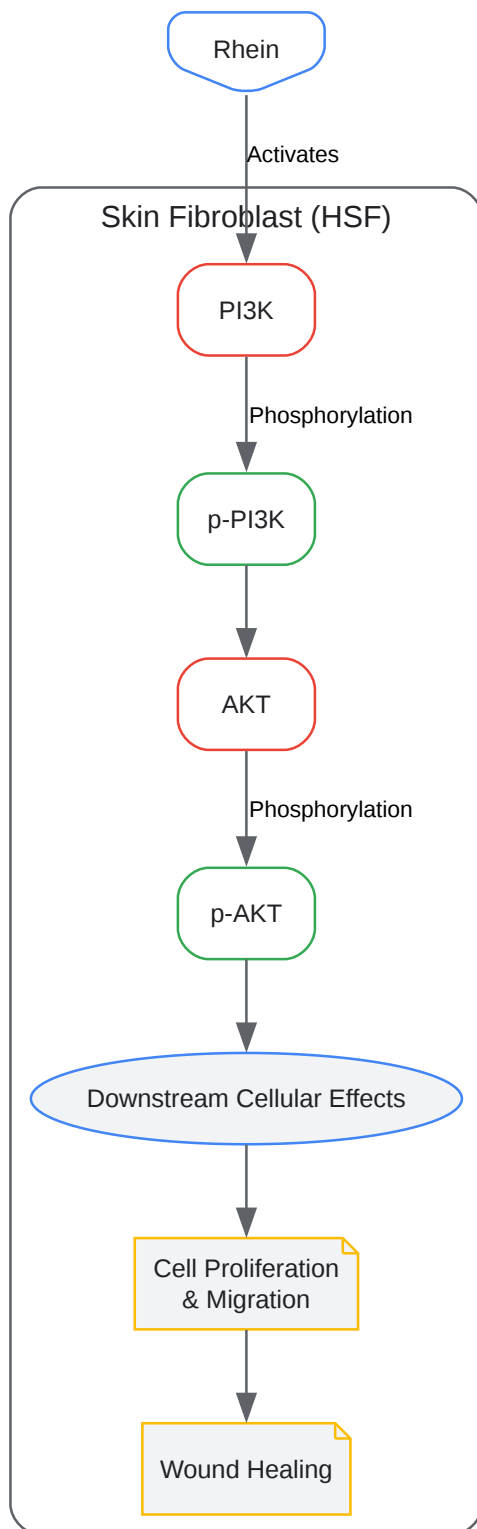 Rhein
Activates
Skin Fibroblast (HSF)
PI3K
Phosphorylation
p-PI3K
AKT
Phosphorylation
p-AKT
Downstream Cellular Effects
Cell Proliferation
& Migration
Wound Healing